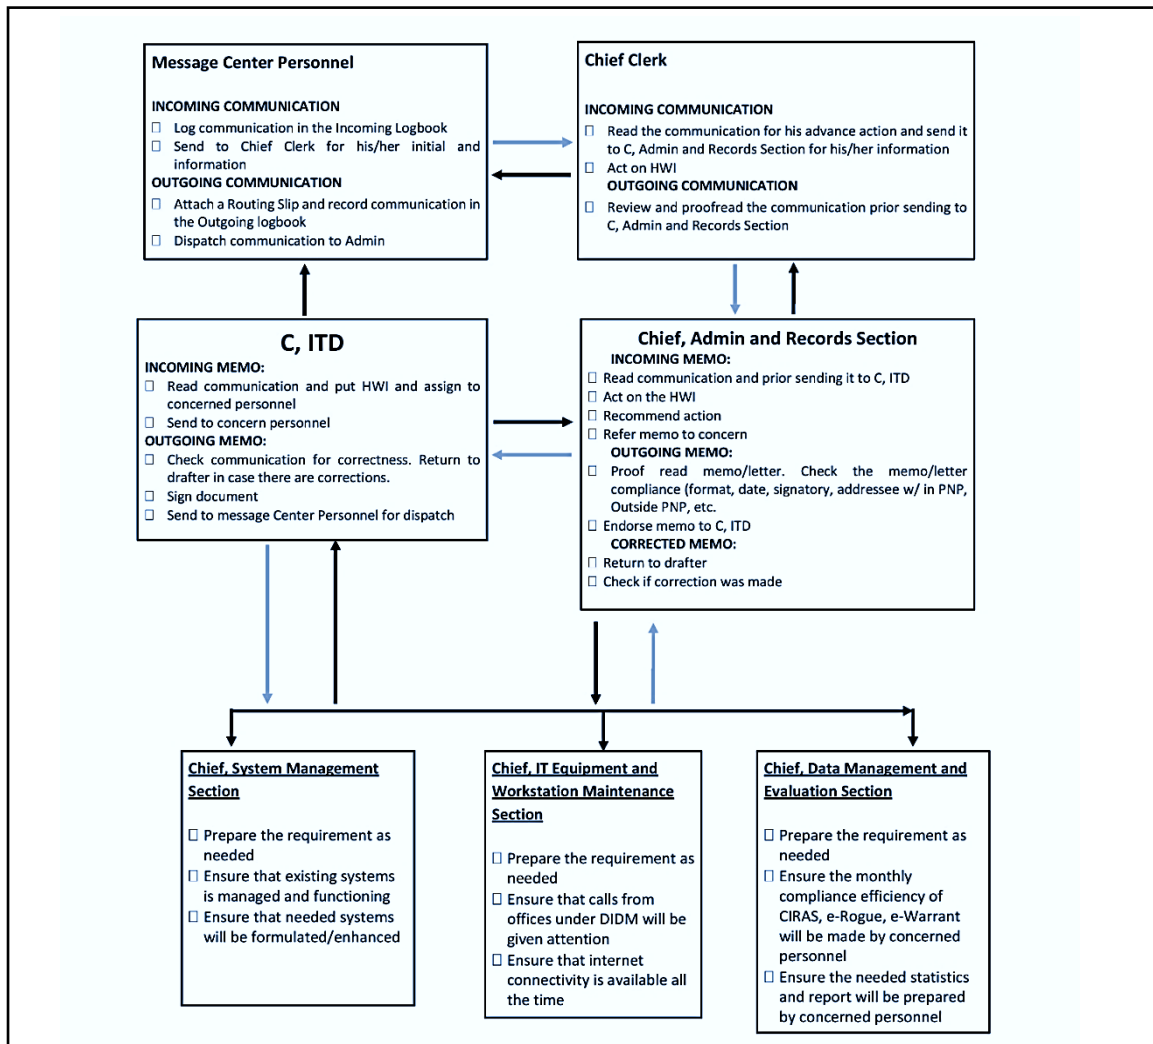 Message Center Personnel
INCOMING COMMUNICATION
☐ Log communication in the Incoming Logbook
☐ Send to Chief Clerk for his/her initial and
information
OUTGOING COMMUNICATION
☐ Attach a Routing Slip and record communication in
the Outgoing logbook
☐ Dispatch communication to Admin
Chief Clerk
INCOMING COMMUNICATION
☐ Read the communication for his advance action and send it
to C, Admin and Records Section for his/her information
☐ Act on HWI
OUTGOING COMMUNICATION
☐ Review and proofread the communication prior sending to
C, Admin and Records Section
C, ITD
INCOMING MEMO:
☐ Read communication and put HWI and assign to
concerned personnel
☐ Send to concern personnel
OUTGOING MEMO:
☐ Check communication for correctness. Return to
drafter in case there are corrections.
☐ Sign document
☐ Send to message Center Personnel for dispatch
Chief, Admin and Records Section
INCOMING MEMO:
☐ Read communication and prior sending it to C, ITD
☐ Act on the HWI
☐ Recommend action
☐ Refer memo to concern
OUTGOING MEMO:
☐ Proof read memo/letter. Check the memo/letter
compliance (format, date, signatory, addressee w/ in PNP,
Outside PNP, etc.
☐ Endorse memo to C, ITD
CORRECTED MEMO:
☐ Return to drafter
☐ Check if correction was made
Chief, System Management
Section
☐ Prepare the requirement as
needed
☐ Ensure that existing systems
is managed and functioning
☐ Ensure that needed systems
will be formulated/enhanced
Chief, IT Equipment and
Workstation Maintenance
Section
☐ Prepare the requirement as
needed
☐ Ensure that calls from
offices under DIDM will be
given attention
☐ Ensure that internet
connectivity is available all
the time
Chief, Data Management and
Evaluation Section
☐ Prepare the requirement as
needed
☐ Ensure the monthly
compliance efficiency of
CIRAS, e-Rogue, e-Warrant
will be made by concerned
personnel
☐ Ensure the needed statistics
and report will be prepared
by concerned personnel